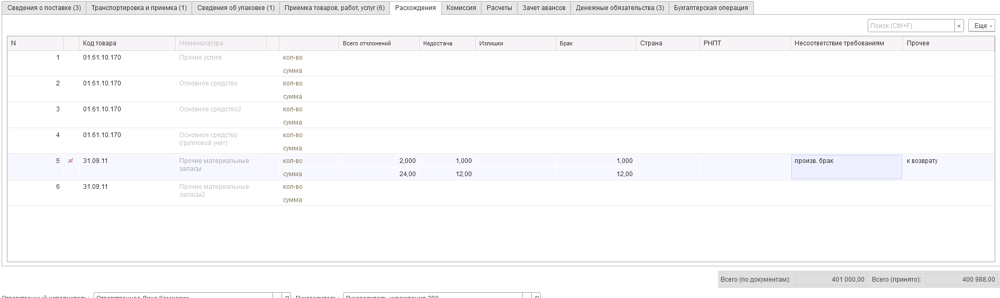 Сведения о поставке (3) Транспортировка и приемка (1) Сведения об упаковке (1) Приемка товаров, работ, услуг (6) Расхождения Комиссия Расчеты Зачет авансов Денежные обязательства (3) Бухгалтерская операция
Поиск (Ctrl+F) × Еще
N Код товара Номенклатура Всего отклонений Недостача Излишки Брак Страна РНПТ Несоответствие требованиям Прочее
1 01.61.10.170 Прочие услуги кол-во
сумма
2 01.61.10.170 Основное средство кол-во
сумма
3 01.61.10.170 Основное средство2 кол-во
сумма
4 01.61.10.170 Основное средство кол-во
(групповой учет)
сумма
5 31.09.11 Прочие материальные кол-во 2,000 1,000 1,000 произв. брак к возврату
запасы
сумма 24,00 12,00 12,00
6 31.09.11 Прочие материальные кол-во
запасы2
сумма
Всего (по документам): 401 000,00 Всего (принято): 400 988,00
Ответственный исполнитель: Ответственное Лицо Комиссии Руководитель: Руководитель учреждения 289